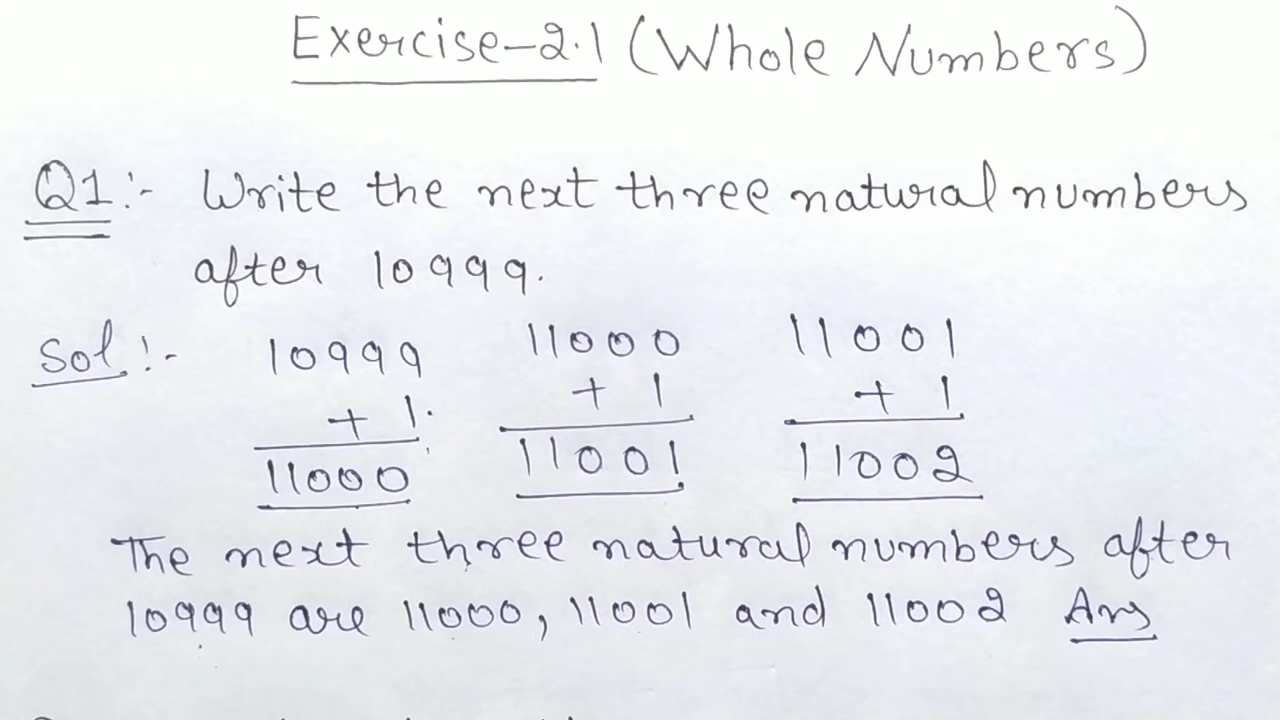 Exercise-2.1 (Whole Numbers)
Q1:- Write the next three natural numbers
after 10999.
Sol!:- 10999 11000 11001
+ 1. + 1 + 1
11000 11001 11002
The next three natural numbers after
10999 are 11000, 11001 and 11002 Ans